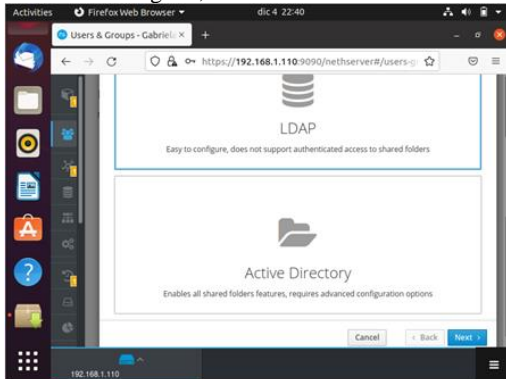 Activities
Firefox Web Browser
dic 4 22:40
Users & Groups - Gabriel
https://192.168.1.110:9090/nethserver#/users-g
LDAP
Easy to configure, does not support authenticated access to shared folders
Active Directory
Enables all shared folders features, requires advanced configuration options
Cancel
‹ Back
Next ›
192.168.1.110